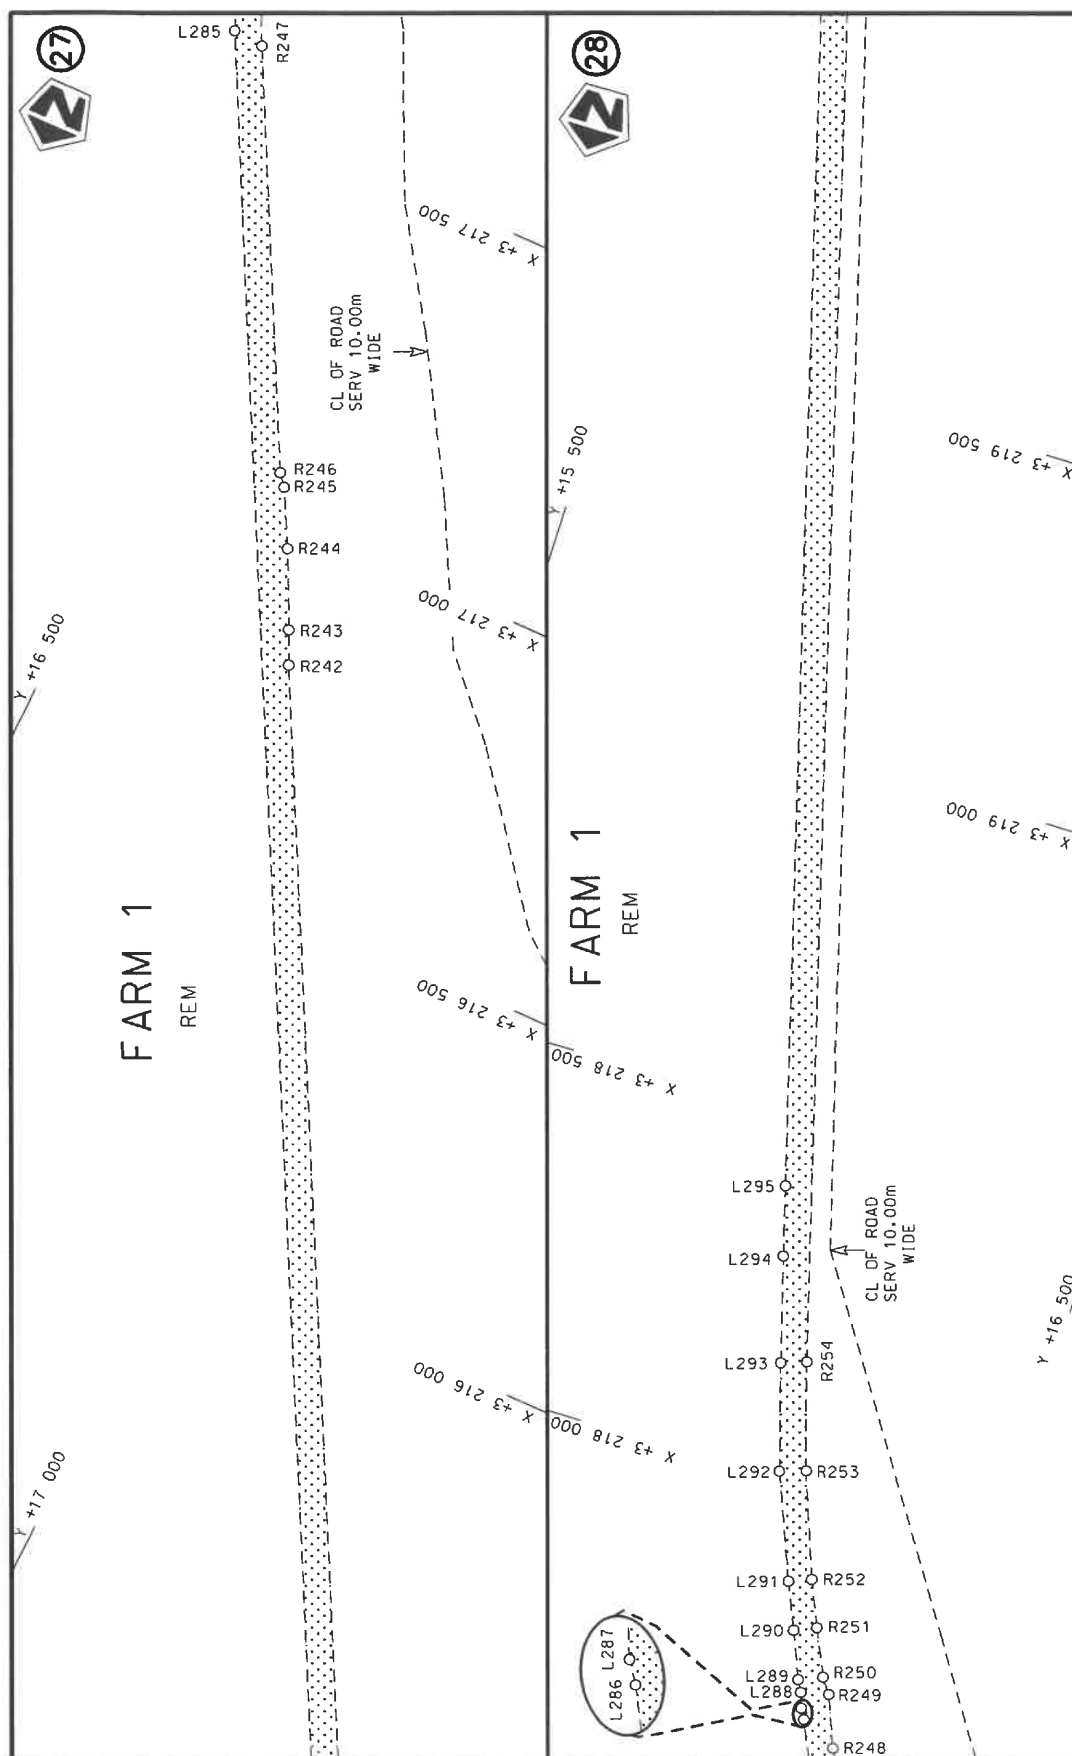 27
L285
R247
X +3 217 500
CL OF ROAD
SERV 10.00m
WIDE
R246
R245
R244
X +3 217 000
R243
R242
Y +16 500
FARM 1
REM
X +3 216 500
X +3 216 000
Y +17 000
28
Y +15 500
X +3 219 500
X +3 219 000
FARM 1
REM
X +3 218 500
L295
L294
CL OF ROAD
SERV 10.00m
WIDE
Y +16 500
L293
R254
X +3 218 000
L292
R253
L291
R252
L290
R251
L287
L286
L289
L288
R250
R249
R248